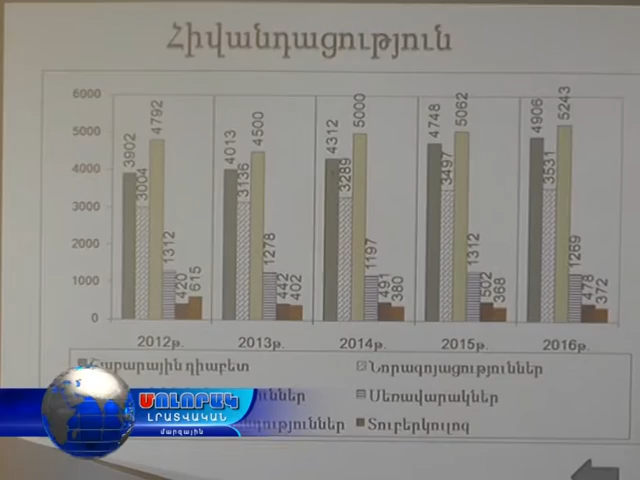 Հիվանդացություն
6000
5000
4000
3000
2000
1000
0
3902 3004 4792 1312 420 615
4013 3136 4500 1278 442 402
4312 3289 5000 1197 491 380
4748 3497 5062 1312 502 368
4906 3531 5243 1269 478 372
2012թ. 2013թ. 2014թ. 2015թ. 2016թ.
Շաքարային դիաբետ Նորագոյացություններ
Սեռավարակներ
Տուբերկուլոզ
ՄՈԼՈՐԱԿ
ԼՐԱՏՎԱԿԱՆ
մարզային